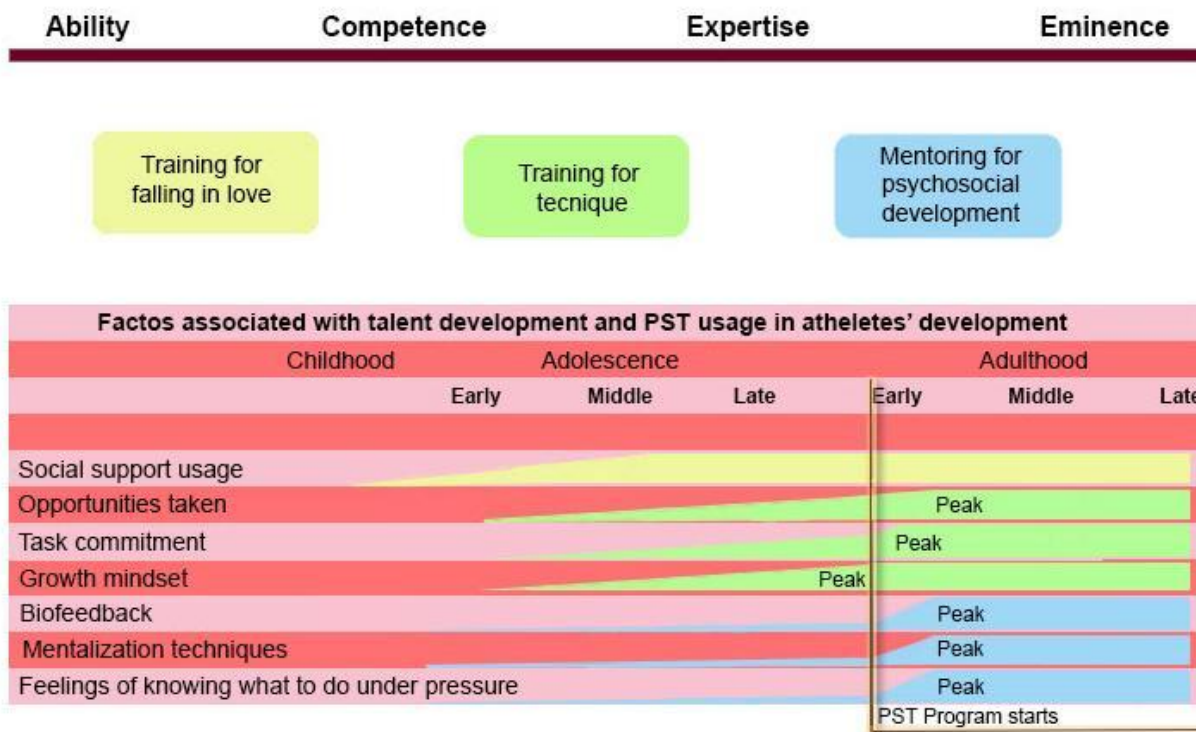 Ability Competence Expertise Eminence
Training for
falling in love
Training for
tecnique
Mentoring for
psychosocial
development
Factos associated with talent development and PST usage in atheletes’ development
Childhood Adolescence Adulthood
Early Middle Late Early Middle Late
Social support usage
Opportunities taken Peak
Task commitment Peak
Growth mindset Peak
Biofeedback Peak
Mentalization techniques Peak
Feelings of knowing what to do under pressure Peak
PST Program starts